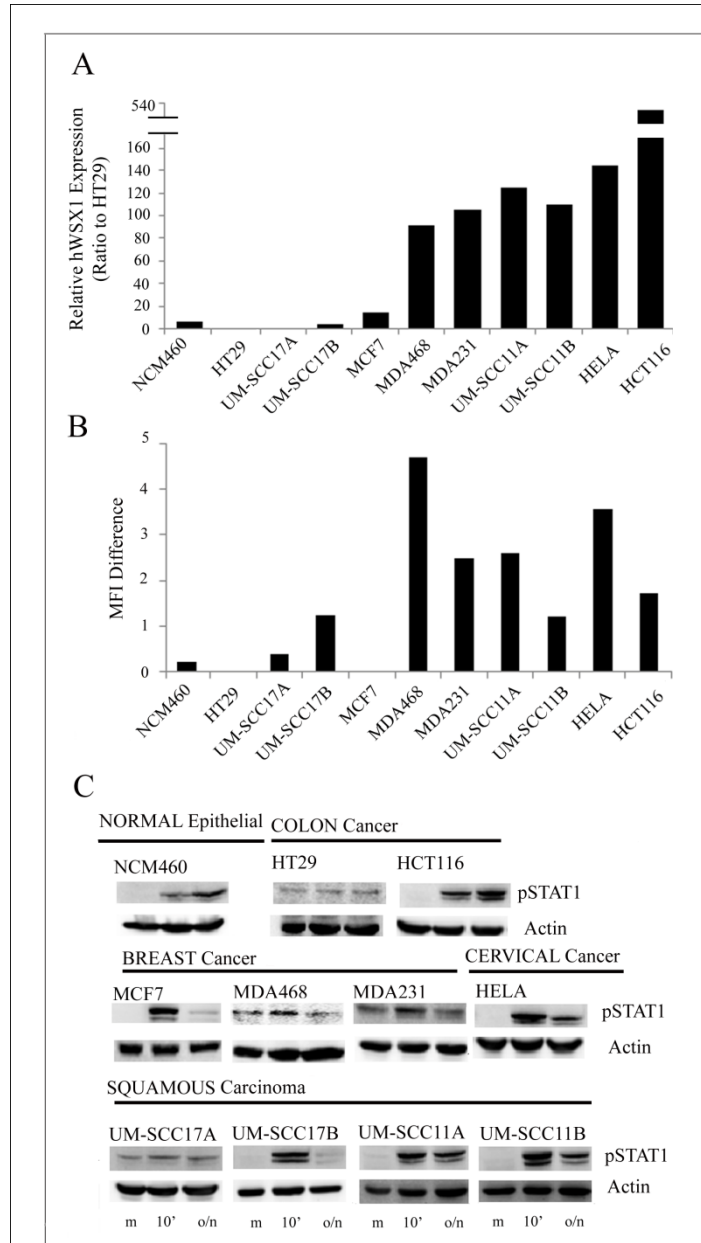 A
Relative hWSX1 Expression
(Ratio to HT29)
540
160
140
120
100
80
60
40
20
0
NCM460
HT29
UM-SCC17A
UM-SCC17B
MCF7
MDA468
MDA231
UM-SCC11A
UM-SCC11B
HELA
HCT116
B
MFI Difference
5
4
3
2
1
0
NCM460
HT29
UM-SCC17A
UM-SCC17B
MCF7
MDA468
MDA231
UM-SCC11A
UM-SCC11B
HELA
HCT116
C
NORMAL Epithelial COLON Cancer
NCM460 HT29 HCT116
pSTAT1
Actin
BREAST Cancer CERVICAL Cancer
MCF7 MDA468 MDA231 HELA
pSTAT1
Actin
SQUAMOUS Carcinoma
UM-SCC17A UM-SCC17B UM-SCC11A UM-SCC11B
pSTAT1
Actin
m 10' o/n m 10' o/n m 10' o/n m 10' o/n